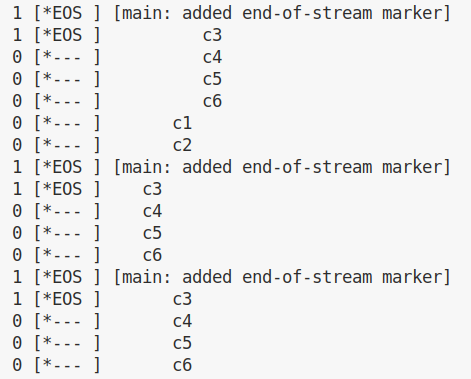 1 [*EOS ] [main: added end-of-stream marker]
1 [*EOS ]          c3
0 [*--- ]          c4
0 [*--- ]          c5
0 [*--- ]          c6
0 [*--- ]       c1
0 [*--- ]       c2
1 [*EOS ] [main: added end-of-stream marker]
1 [*EOS ]    c3
0 [*--- ]    c4
0 [*--- ]    c5
0 [*--- ]    c6
1 [*EOS ] [main: added end-of-stream marker]
1 [*EOS ]       c3
0 [*--- ]       c4
0 [*--- ]       c5
0 [*--- ]       c6